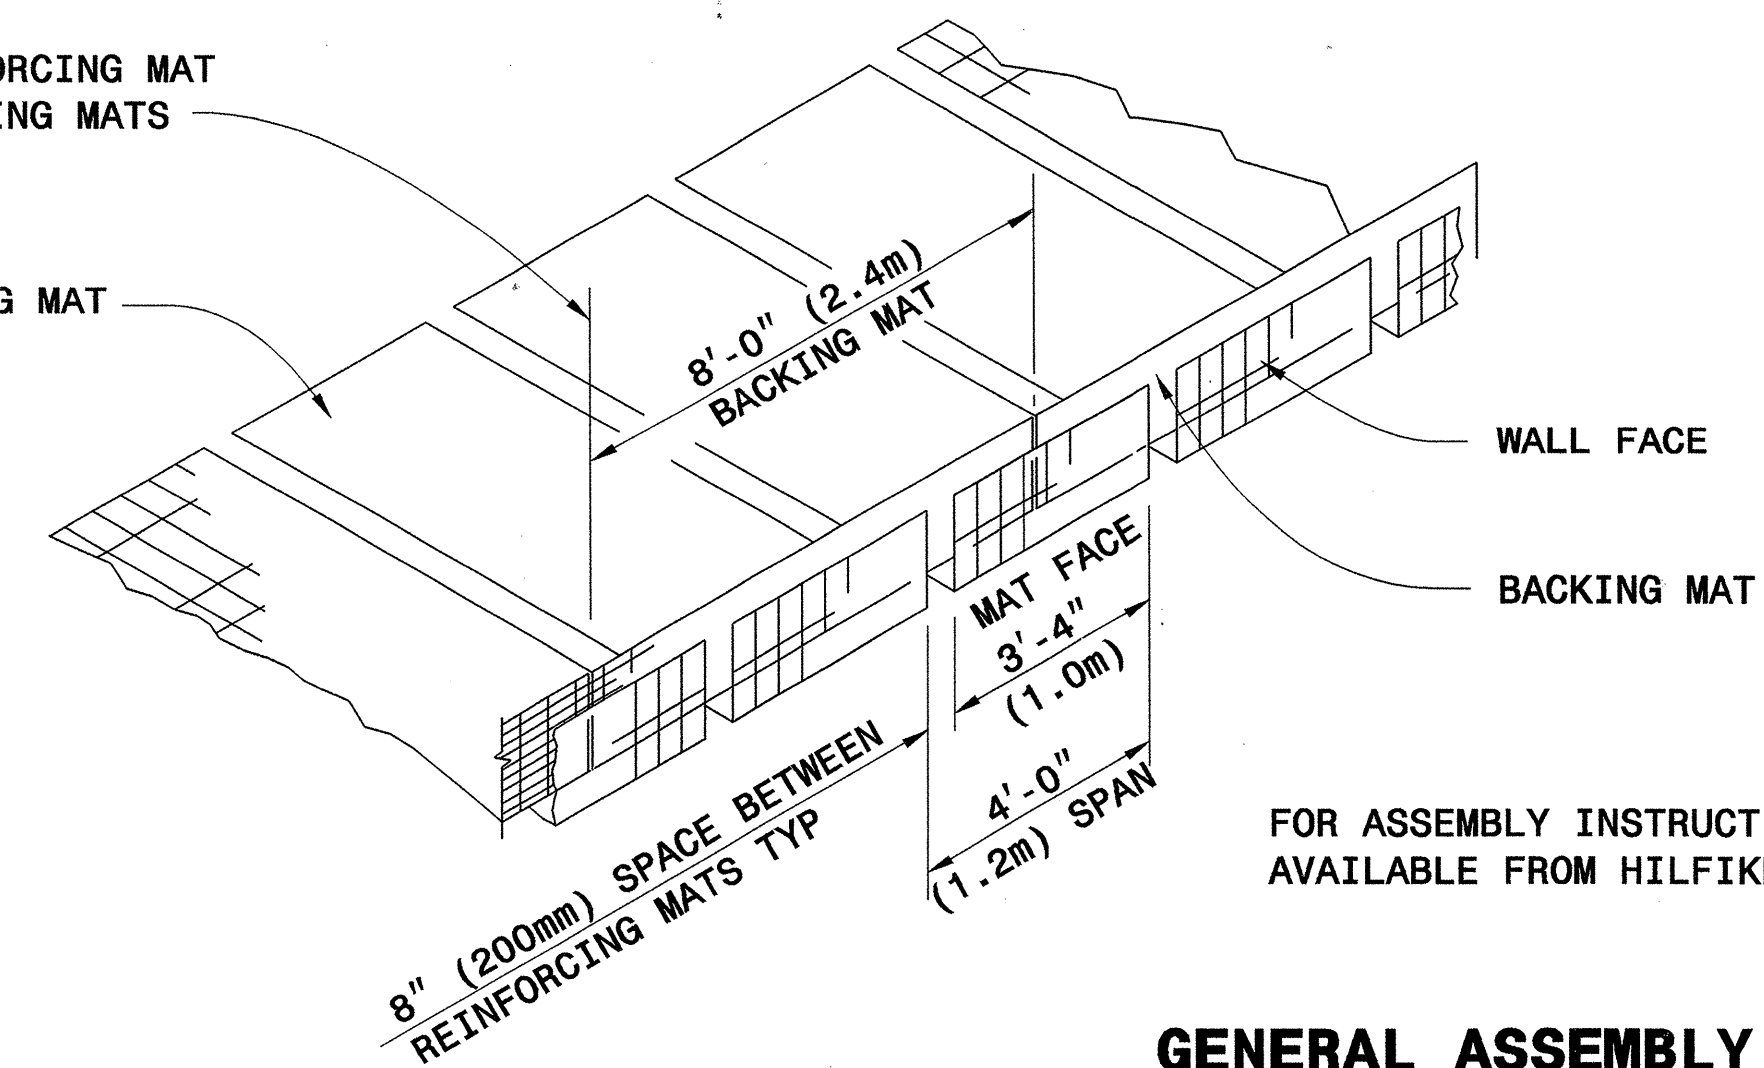 ORCING MAT
ING MATS
G MAT
8'-0" (2.4m)
BACKING MAT
WALL FACE
BACKING MAT
MAT FACE
3'-4"
(1.0m)
4'-0"
(1.2m) SPAN
8" (200mm) SPACE BETWEEN
REINFORCING MATS TYP
FOR ASSEMBLY INSTRUCT
AVAILABLE FROM HILFIK
GENERAL ASSEMBLY